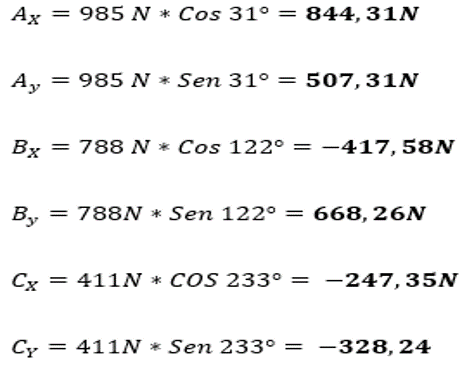 A_X = 985 N * Cos 31° = 844,31N
A_y = 985 N * Sen 31° = 507,31N
B_X = 788 N * Cos 122° = −417,58N
B_y = 788N * Sen 122° = 668,26N
C_X = 411N * COS 233° = −247,35N
C_Y = 411N * Sen 233° = −328,24